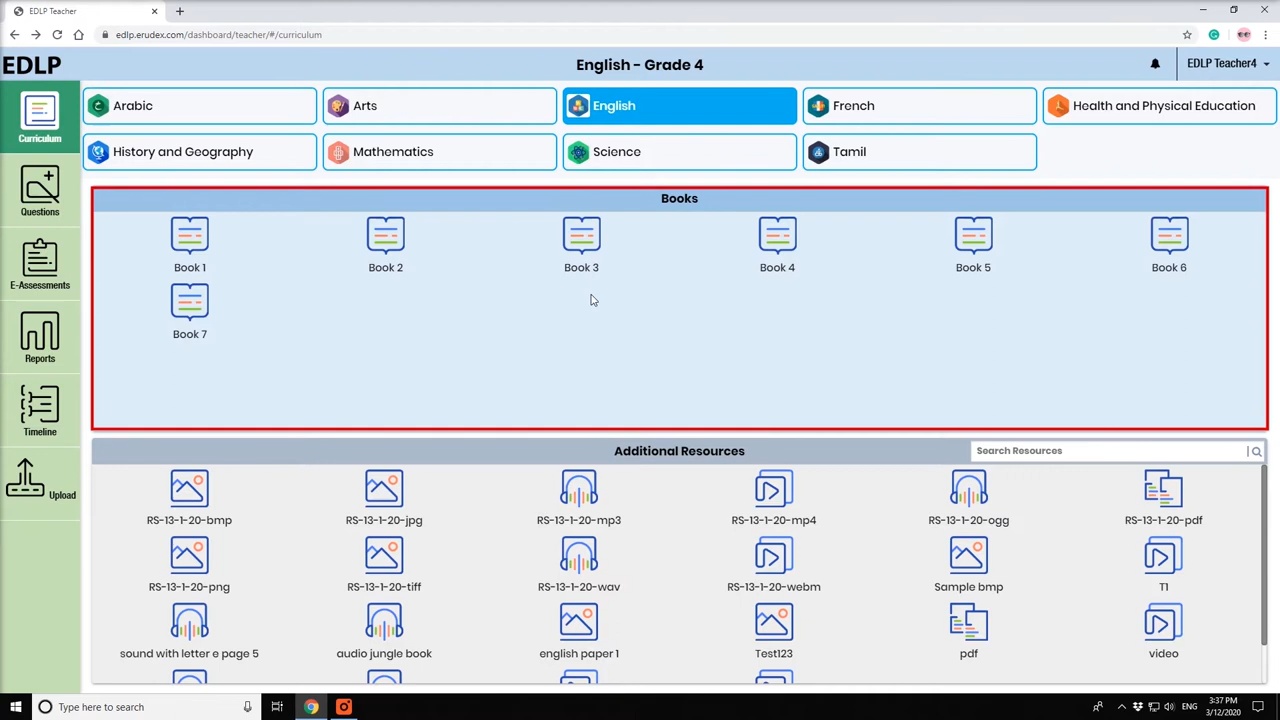 EDLP Teacher
edlp.erudex.com/dashboard/teacher/#/curriculum
EDLP
English - Grade 4
EDLP Teacher4
Curriculum
Questions
E-Assessments
Reports
Timeline
Upload
Arabic
Arts
English
French
Health and Physical Education
History and Geography
Mathematics
Science
Tamil
Books
Book 1
Book 2
Book 3
Book 4
Book 5
Book 6
Book 7
Additional Resources
Search Resources
RS-13-1-20-bmp
RS-13-1-20-jpg
RS-13-1-20-mp3
RS-13-1-20-mp4
RS-13-1-20-ogg
RS-13-1-20-pdf
RS-13-1-20-png
RS-13-1-20-tiff
RS-13-1-20-wav
RS-13-1-20-webm
Sample bmp
T1
sound with letter e page 5
audio jungle book
english paper 1
Test123
pdf
video
Type here to search
ENG
3:37 PM
3/12/2020